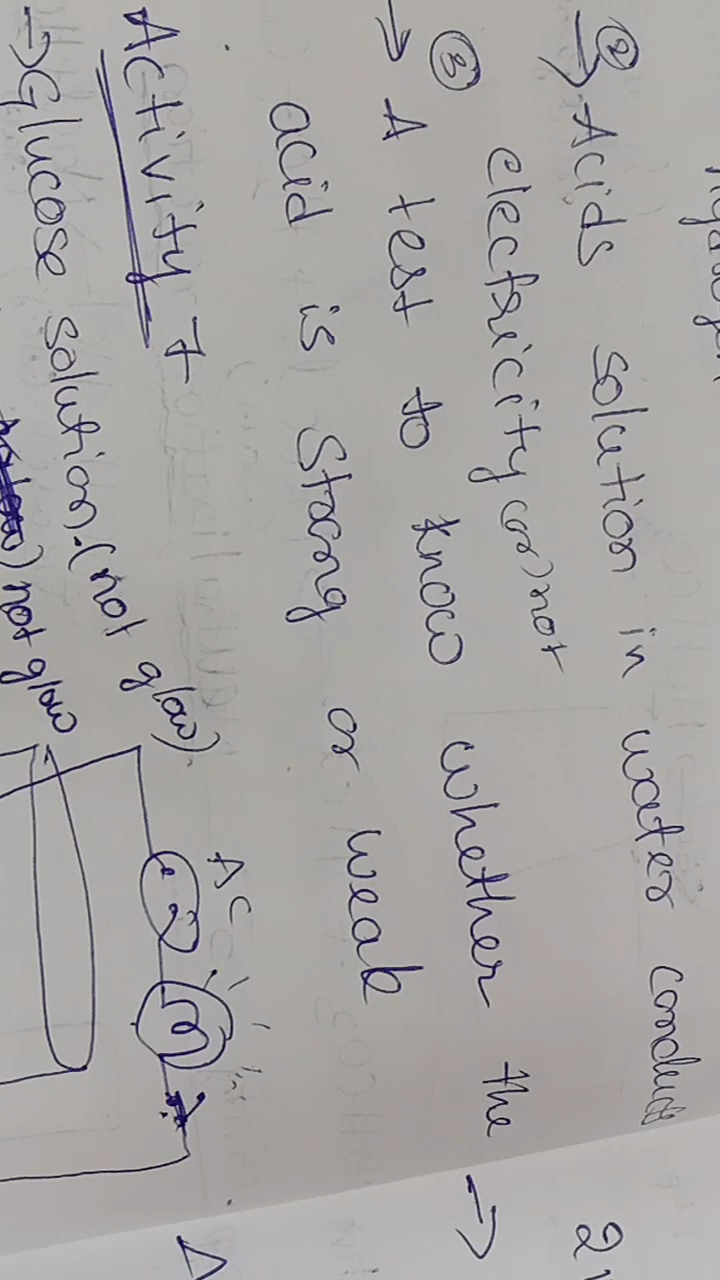 ②
→ Acids solution in water conducts
electricity (or) not
③
→ A test to know whether the
acid is Strong or weak
Activity 7
→ Glucose solution. (not glow)
not glow
AC
→